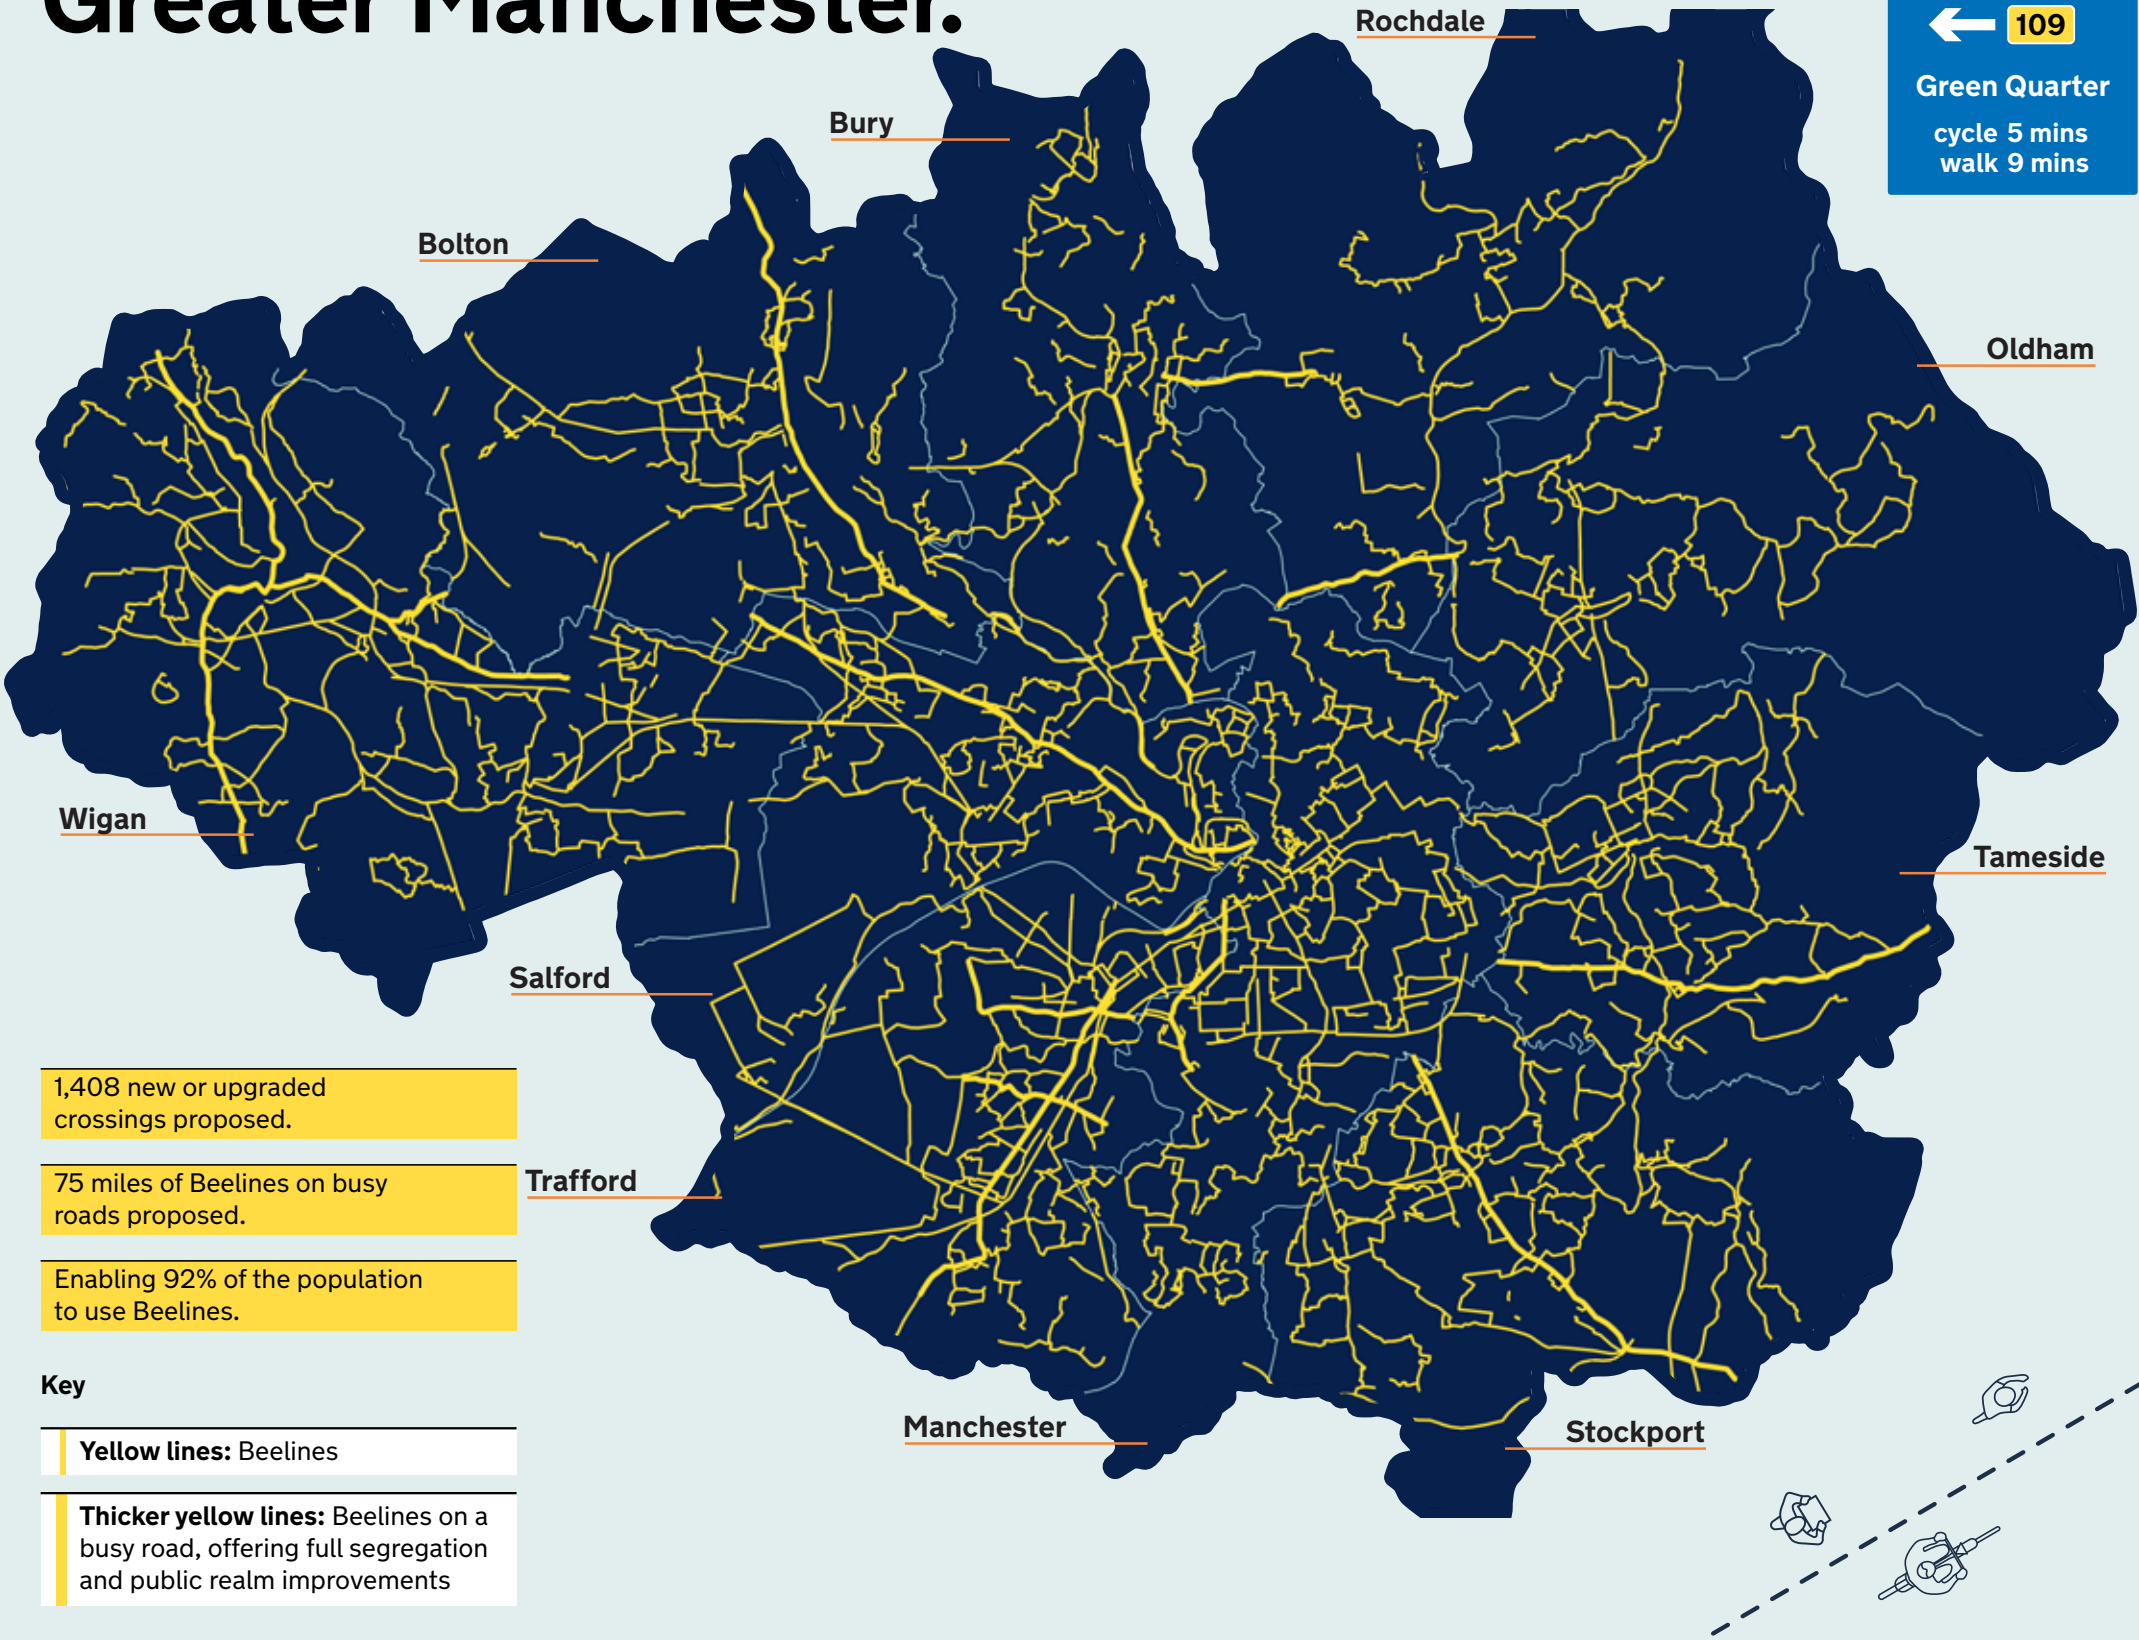 Greater Manchester.
Rochdale
109
Green Quarter
cycle 5 mins
walk 9 mins
Bury
Bolton
Oldham
Wigan
Tameside
Salford
1,408 new or upgraded
crossings proposed.
75 miles of Beelines on busy
roads proposed.
Trafford
Enabling 92% of the population
to use Beelines.
Key
Manchester
Stockport
Yellow lines: Beelines
Thicker yellow lines: Beelines on a
busy road, offering full segregation
and public realm improvements